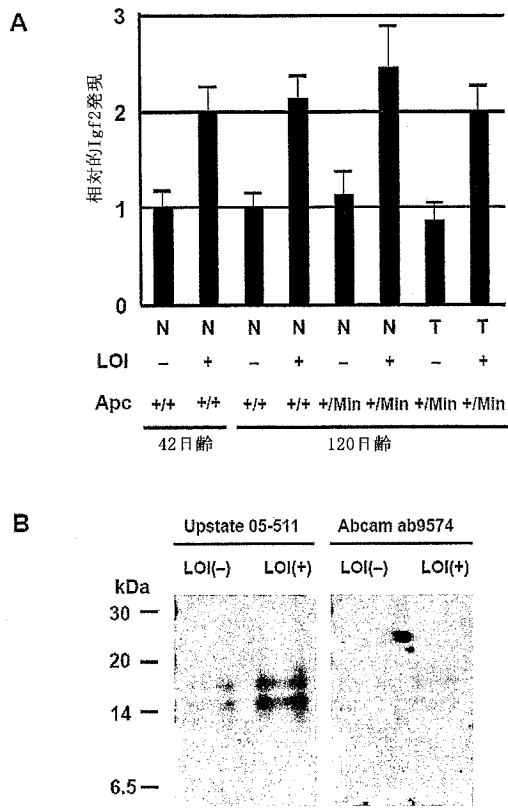 A
3
2
1
0
相対的Igf2発現
N N N N N N T T
LOI – + – + – + – +
Apc +/+ +/+ +/+ +/+ +/Min +/Min +/Min +/Min
42日齢 120日齢
B
Upstate 05-511 Abcam ab9574
LOI(–) LOI(+) LOI(–) LOI(+)
kDa
30
20
14
6.5